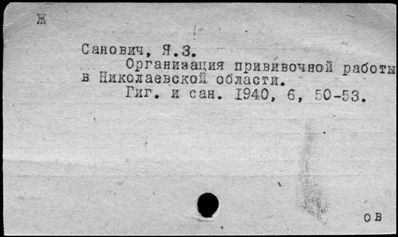 Ж
Санович, Я.З.
Организация прививочной работы
в Николаевской области.
Гиг. и сан. 1940, 6, 50-53.
ов